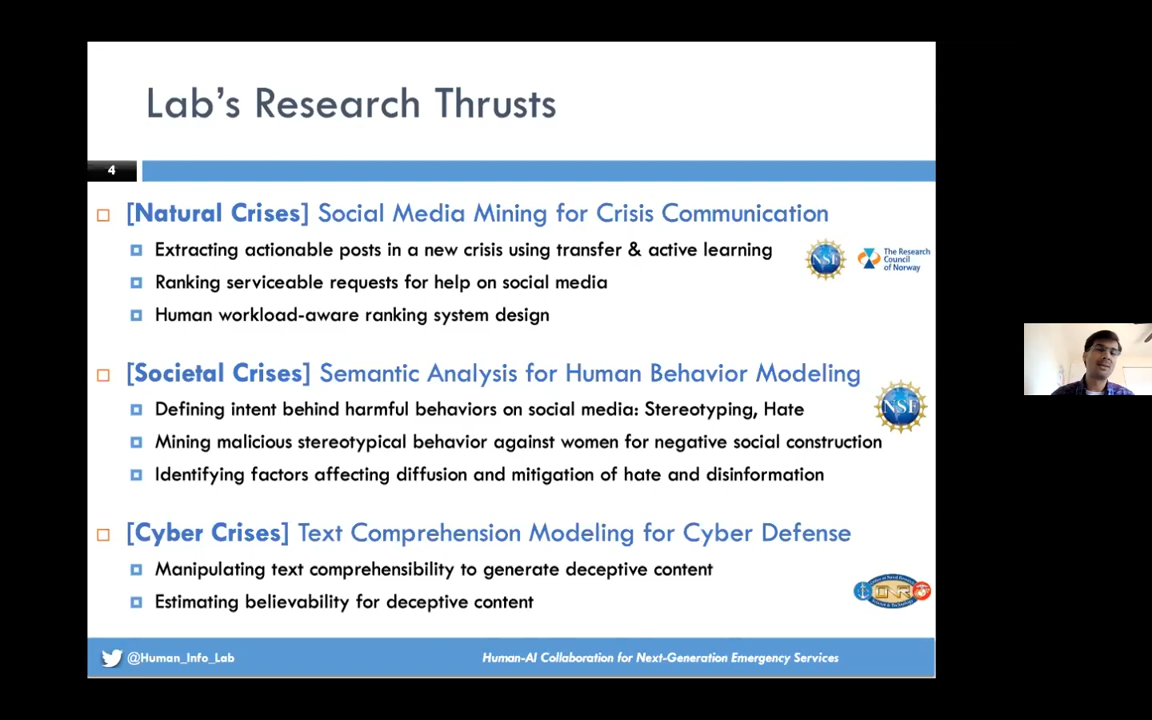 Lab's Research Thrusts
4
[Natural Crises] Social Media Mining for Crisis Communication
Extracting actionable posts in a new crisis using transfer & active learning
NSF
The Research
Council
of Norway
Ranking serviceable requests for help on social media
Human workload-aware ranking system design
[Societal Crises] Semantic Analysis for Human Behavior Modeling
Defining intent behind harmful behaviors on social media: Stereotyping, Hate
NSF
Mining malicious stereotypical behavior against women for negative social construction
Identifying factors affecting diffusion and mitigation of hate and disinformation
[Cyber Crises] Text Comprehension Modeling for Cyber Defense
Manipulating text comprehensibility to generate deceptive content
ONR
Estimating believability for deceptive content
@Human_Info_Lab
Human-AI Collaboration for Next-Generation Emergency Services